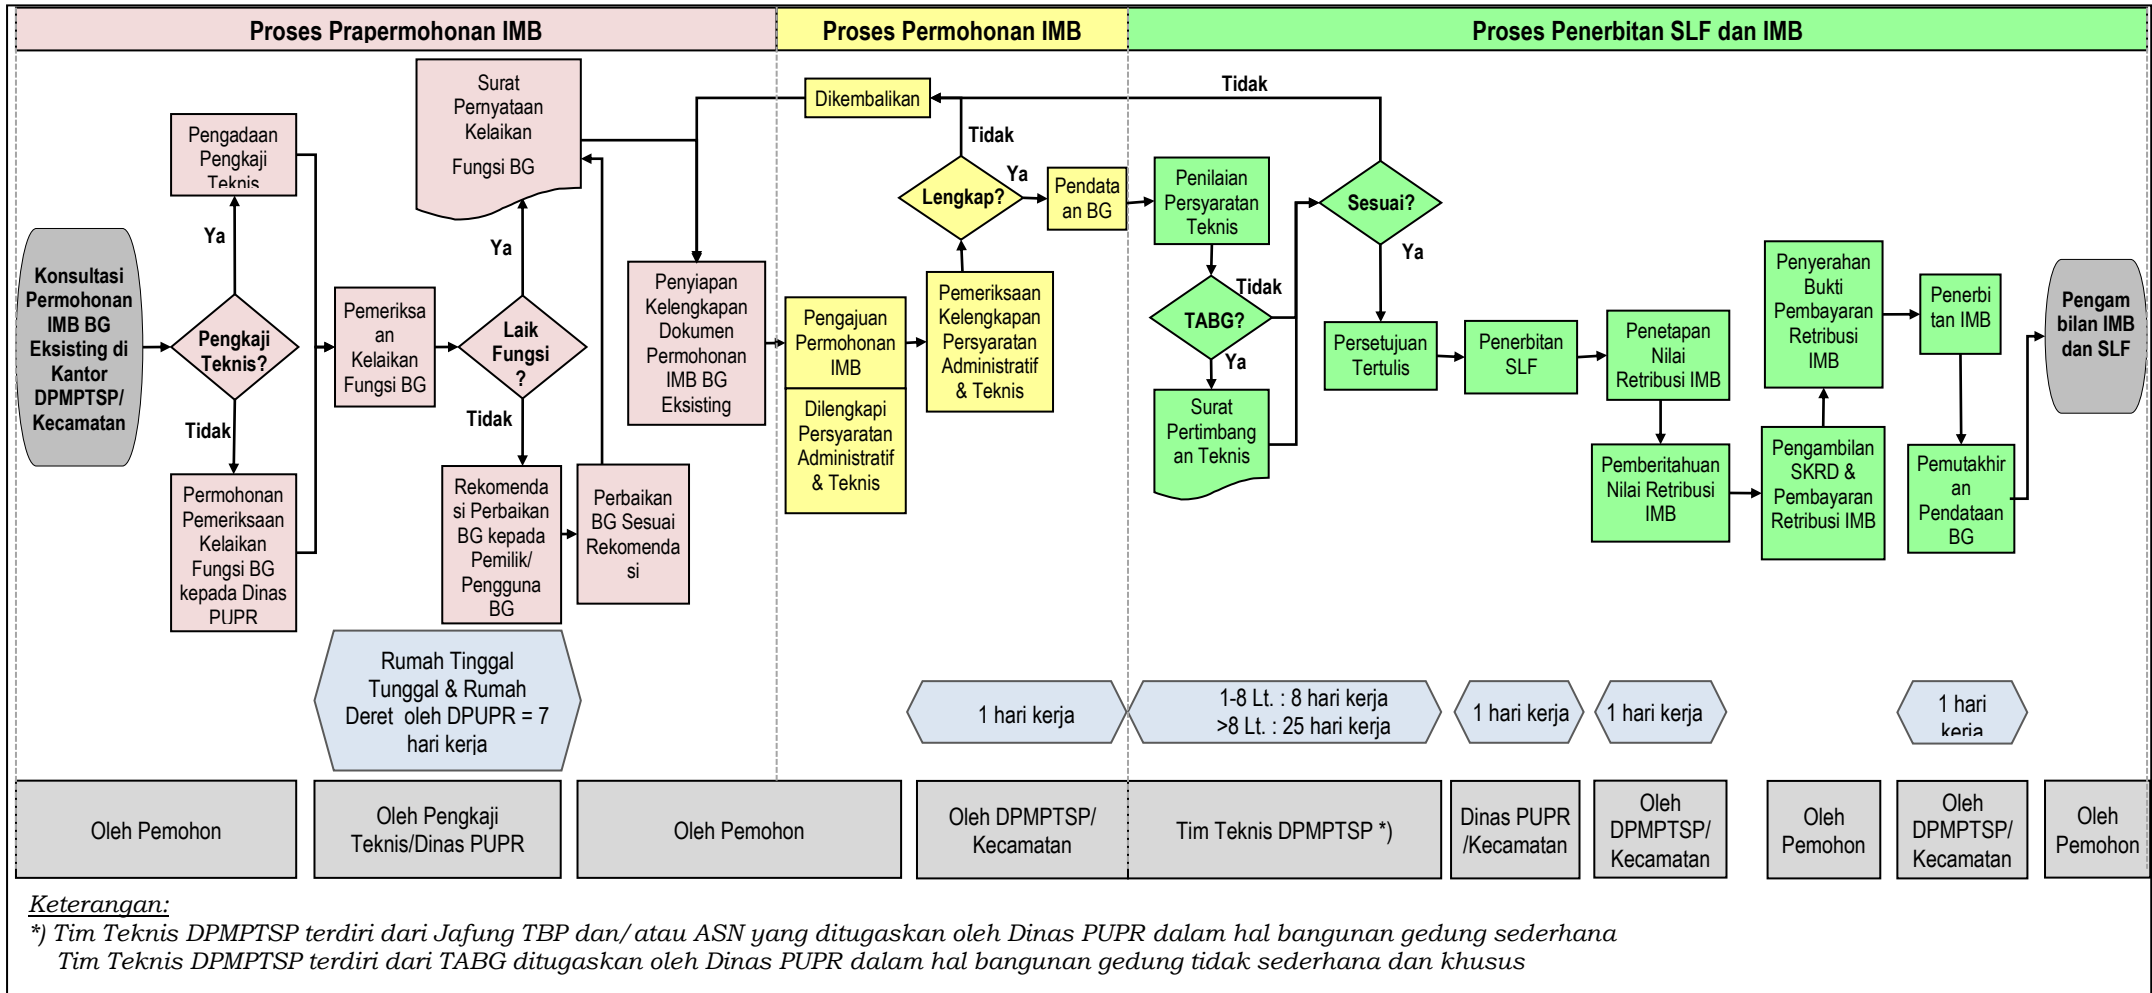 Proses Prapermohonan IMB
Proses Permohonan IMB
Proses Penerbitan SLF dan IMB
Konsultasi
Permohonan
IMB BG
Eksisting di
Kantor
DPMPTSP/
Kecamatan
Pengadaan
Pengkaji
Teknis
Ya
Pengkaji
Teknis?
Tidak
Permohonan
Pemeriksaan
Kelaikan
Fungsi BG
kepada Dinas
PUPR
Pemeriksa
an
Kelaikan
Fungsi BG
Surat
Pernyataan
Kelaikan
Fungsi BG
Ya
Laik
Fungsi
?
Tidak
Rekomenda
si Perbaikan
BG kepada
Pemilik/
Pengguna
BG
Perbaikan
BG Sesuai
Rekomenda
si
Penyiapan
Kelengkapan
Dokumen
Permohonan
IMB BG
Eksisting
Dikembalikan
Pengajuan
Permohonan
IMB
Dilengkapi
Persyaratan
Administratif
& Teknis
Pemeriksaan
Kelengkapan
Persyaratan
Administratif
& Teknis
Lengkap?
Tidak
Ya
Pendata
an BG
Penilaian
Persyaratan
Teknis
TABG?
Tidak
Ya
Surat
Pertimbang
an Teknis
Tidak
Sesuai?
Ya
Persetujuan
Tertulis
Penerbitan
SLF
Penetapan
Nilai
Retribusi IMB
Pemberitahuan
Nilai Retribusi
IMB
Pengambilan
SKRD &
Pembayaran
Retribusi IMB
Penyerahan
Bukti
Pembayaran
Retribusi
IMB
Penerbi
tan IMB
Pemutakhir
an
Pendataan
BG
Pengam
bilan IMB
dan SLF
Rumah Tinggal
Tunggal & Rumah
Deret oleh DPUPR = 7
hari kerja
1 hari kerja
1-8 Lt. : 8 hari kerja
>8 Lt. : 25 hari kerja
1 hari kerja
1 hari kerja
1 hari
kerja
Oleh Pemohon
Oleh Pengkaji
Teknis/Dinas PUPR
Oleh Pemohon
Oleh DPMPTSP/
Kecamatan
Tim Teknis DPMPTSP *)
Dinas PUPR
/Kecamatan
Oleh
DPMPTSP/
Kecamatan
Oleh
Pemohon
Oleh
DPMPTSP/
Kecamatan
Oleh
Pemohon
Keterangan:
*) Tim Teknis DPMPTSP terdiri dari Jafung TBP dan/atau ASN yang ditugaskan oleh Dinas PUPR dalam hal bangunan gedung sederhana
Tim Teknis DPMPTSP terdiri dari TABG ditugaskan oleh Dinas PUPR dalam hal bangunan gedung tidak sederhana dan khusus